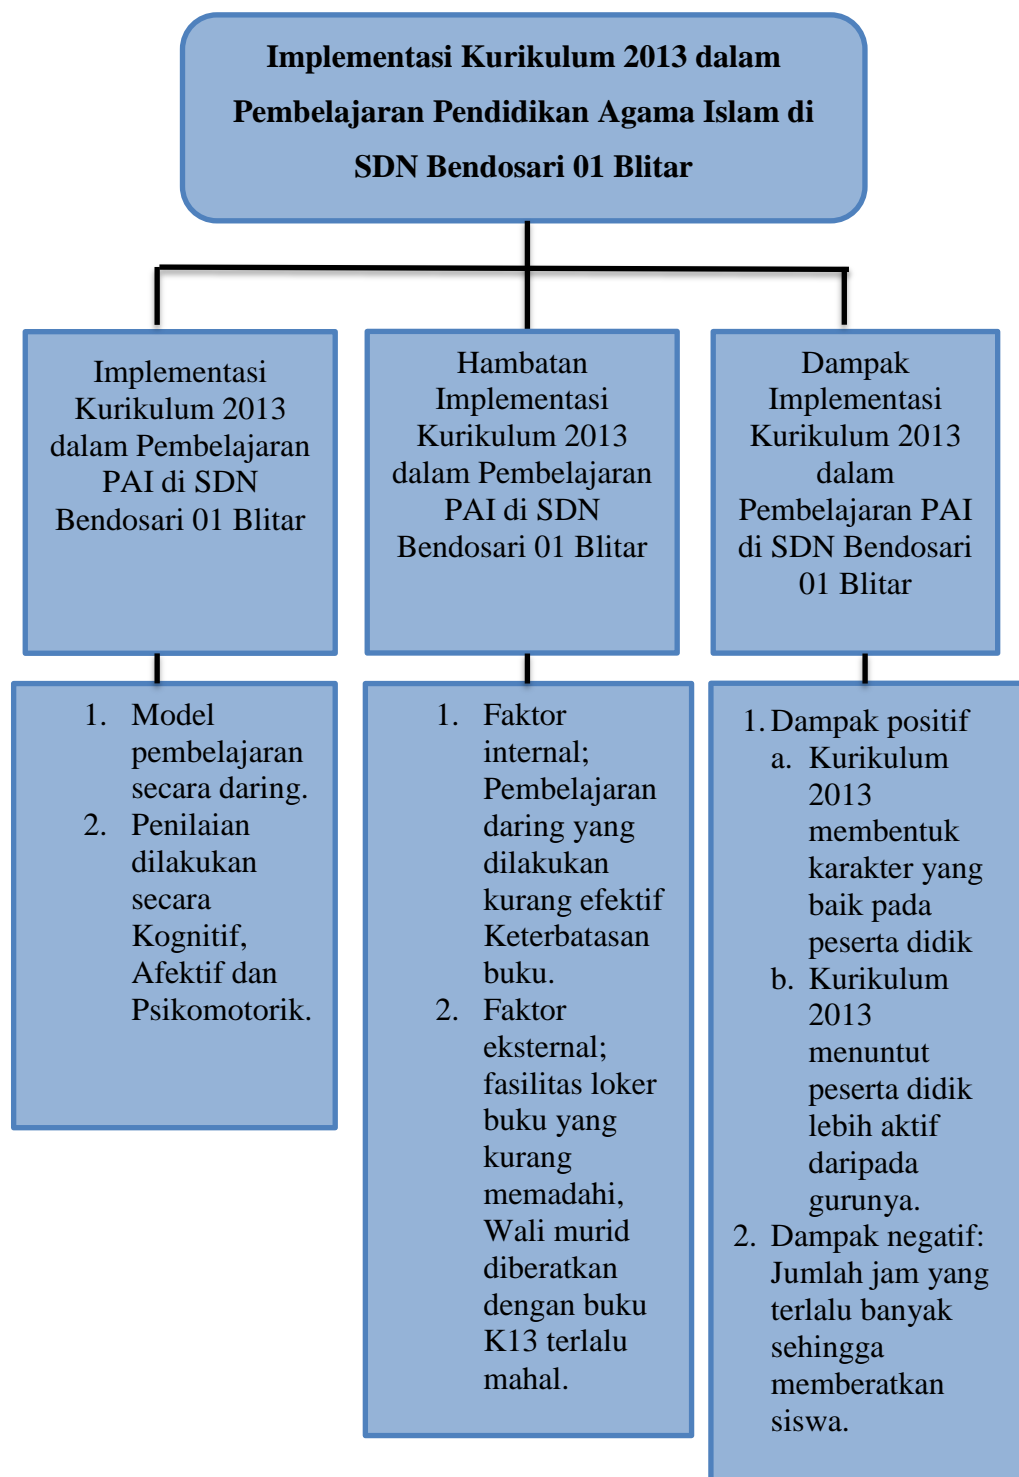 Implementasi Kurikulum 2013 dalam
Pembelajaran Pendidikan Agama Islam di
SDN Bendosari 01 Blitar
Implementasi
Kurikulum 2013
dalam Pembelajaran
PAI di SDN
Bendosari 01 Blitar
Hambatan
Implementasi
Kurikulum 2013
dalam Pembelajaran
PAI di SDN
Bendosari 01 Blitar
Dampak
Implementasi
Kurikulum 2013
dalam
Pembelajaran PAI
di SDN Bendosari
01 Blitar
1. Model
pembelajaran
secara daring.
2. Penilaian
dilakukan
secara
Kognitif,
Afektif dan
Psikomotorik.
1. Faktor
internal;
Pembelajaran
daring yang
dilakukan
kurang efektif
Keterbatasan
buku.
2. Faktor
eksternal;
fasilitas loker
buku yang
kurang
memadahi,
Wali murid
diberatkan
dengan buku
K13 terlalu
mahal.
1. Dampak positif
a. Kurikulum
2013
membentuk
karakter yang
baik pada
peserta didik
b. Kurikulum
2013
menuntut
peserta didik
lebih aktif
daripada
gurunya.
2. Dampak negatif:
Jumlah jam yang
terlalu banyak
sehingga
memberatkan
siswa.